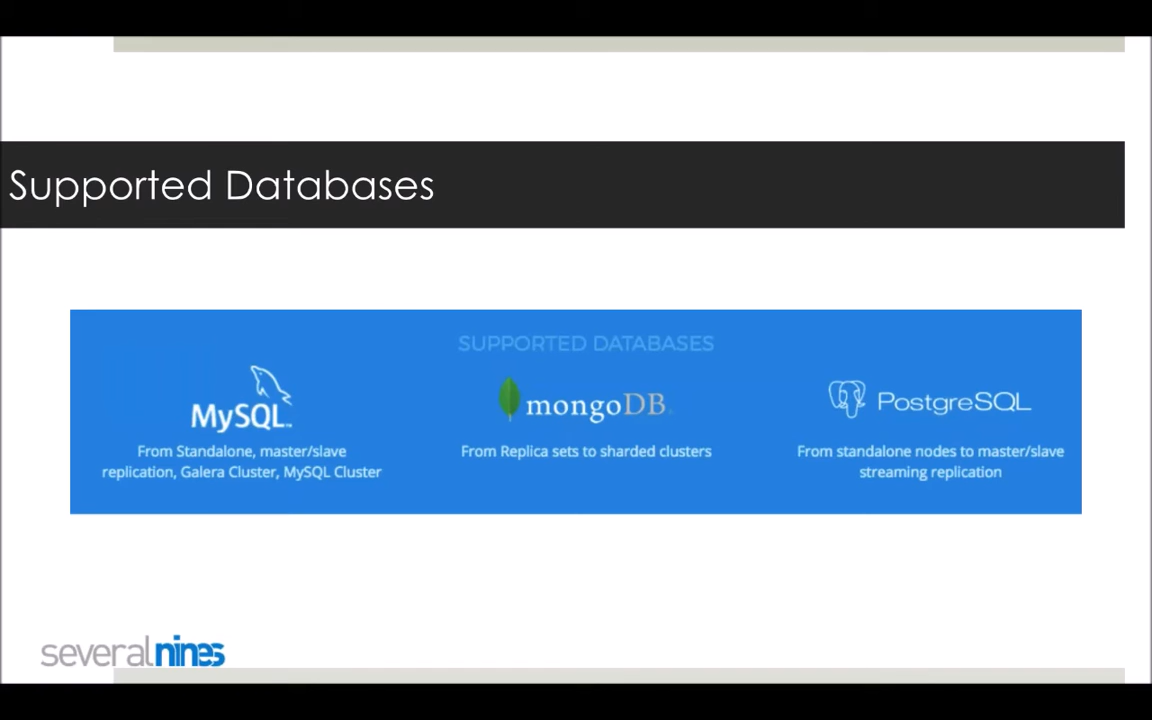 Supported Databases
SUPPORTED DATABASES
MySQL™
From Standalone, master/slave
replication, Galera Cluster, MySQL Cluster
mongoDB
From Replica sets to sharded clusters
PostgreSQL
From standalone nodes to master/slave
streaming replication
severalnines